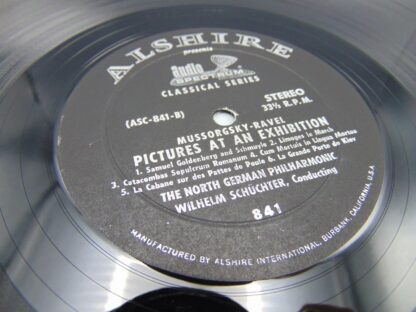 ALSHIRE
presents
audio
SPECTRUM
CLASSICAL SERIES
(ASC-841-B)
STEREO
33⅓ R.P.M.
MUSSORGSKY-RAVEL
PICTURES AT AN EXHIBITION
1. Samuel Goldenberg and Schmuyle 2. Limoges le March
3. Catacombae Sepulcrum Romanum 4. Cum Mortuis in Lingua Mortua
5. La Cabane sur des Pattes de Poule 6. La Grande Porte de Kiev
THE NORTH GERMAN PHILHARMONIC
WILHELM SCHÜCHTER, Conducting
841
MANUFACTURED BY ALSHIRE INTERNATIONAL, BURBANK, CALIFORNIA, U.S.A